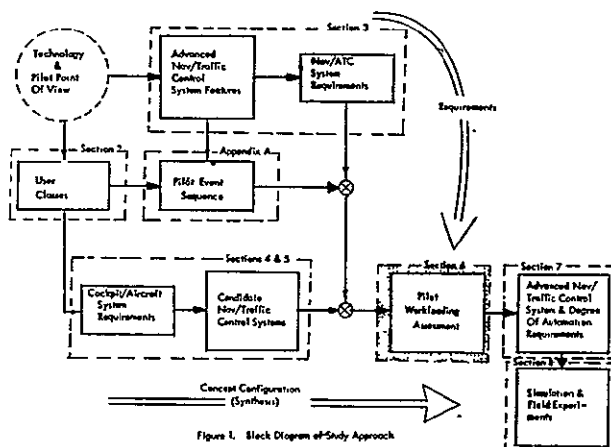 Section 3
Technology
&
Pilot Point
Of View
Advanced
Nav/Traffic
Control
System Features
Nav/ATC
System
Requirements
Requirements
Section 2
User
Classes
Appendix A
Pilot Event
Sequence
Sections 4 & 5
Cockpit/Aircraft
System
Requirements
Candidate
Nav/Traffic
Control Systems
Section 6
Pilot
Workloading
Assessment
Section 7
Advanced Nav/
Traffic Control
System & Degree
Of Automation
Requirements
Section 8
Simulation &
Field Experi-
ments
Concept Configuration
(Synthesis)
Figure 1. Block Diagram of Study Approach